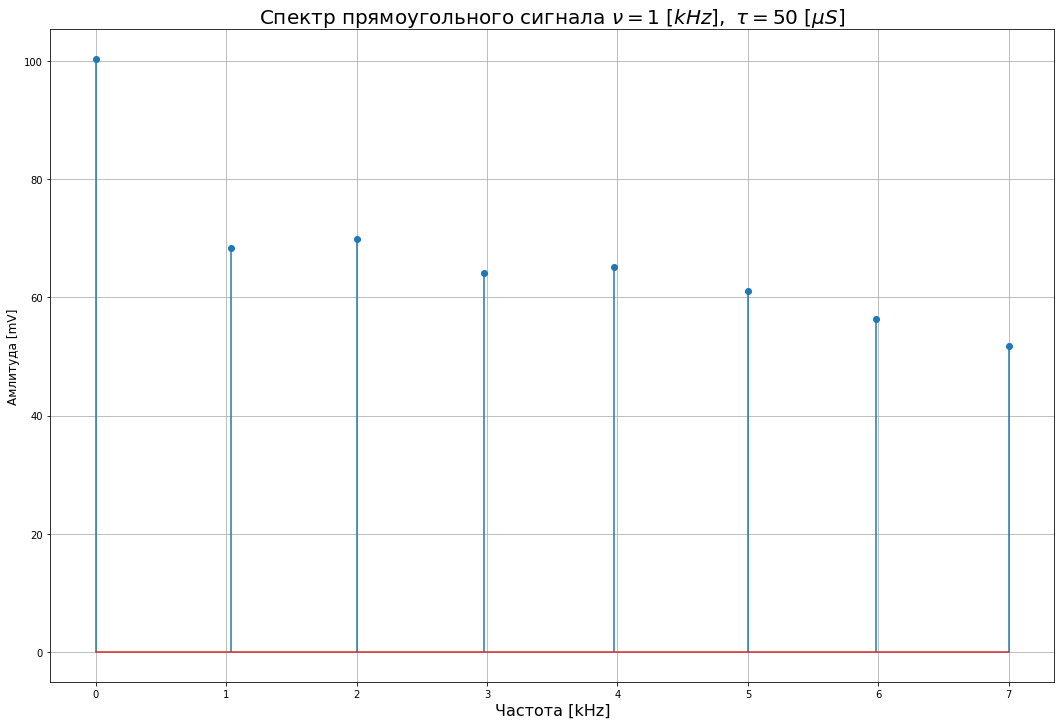 Спектр прямоугольного сигнала ν = 1 [kHz], τ = 50 [μS]
Амлитуда [mV]
100
80
60
40
20
0
0 1 2 3 4 5 6 7
Частота [kHz]